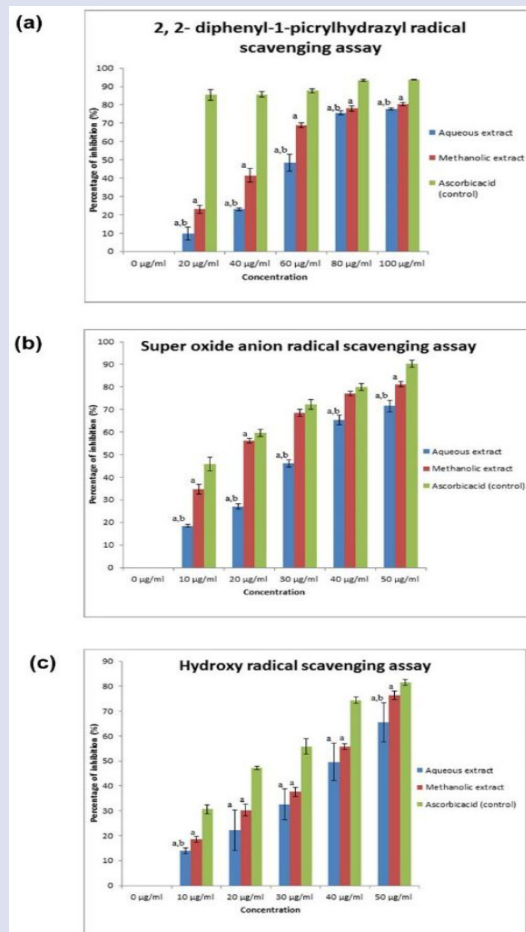 (a)
2, 2- diphenyl-1-picrylhydrazyl radical
scavenging assay
Percentage of inhibition (%)
100
90
80
70
60
50
40
30
20
10
0
a,b
a
a,b
a
a,b
a
a,b
a
a,b
a
0 µg/ml
20 µg/ml
40 µg/ml
60 µg/ml
80 µg/ml
100 µg/ml
Concentration
Aqueous extract
Methanolic extract
Ascorbicacid
(control)
(b)
Super oxide anion radical scavenging assay
Percentage of inhibition (%)
100
90
80
70
60
50
40
30
20
10
0
a,b
a
a,b
a
a,b
a,b
a,b
a
0 µg/ml
10 µg/ml
20 µg/ml
30 µg/ml
40 µg/ml
50 µg/ml
Concentration
Aqueous extract
Methanolic extract
Ascorbicacid (control)
(c)
Hydroxy radical scavenging assay
Percentage of inhibition (%)
90
80
70
60
50
40
30
20
10
0
a,b
a
a
a
a
a
a
a
a,b
a
0 µg/ml
10 µg/ml
20 µg/ml
30 µg/ml
40 µg/ml
50 µg/ml
Concentration
Aqueous extract
Methanolic extract
Ascorbicacid (control)